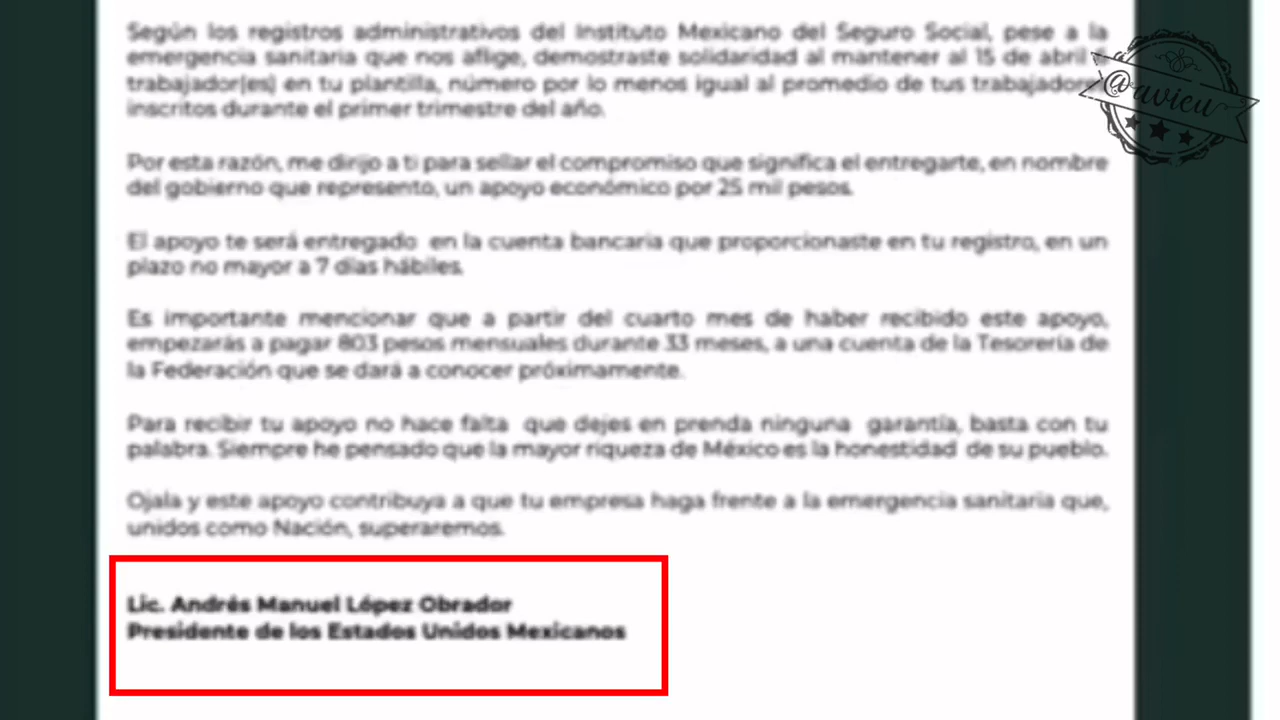 Según los registros administrativos del Instituto Mexicano del Seguro Social, pese a la
emergencia sanitaria que nos aflige, demostraste solidaridad al mantener al 15 de abril
trabajador(es) en tu plantilla, número por lo menos igual al promedio de tus trabajadores
inscritos durante el primer trimestre del año.
Por esta razón, me dirijo a ti para sellar el compromiso que significa el entregarte, en nombre
del gobierno que represento, un apoyo económico por 25 mil pesos.
El apoyo te será entregado en la cuenta bancaria que proporcionaste en tu registro, en un
plazo no mayor a 7 días hábiles.
Es importante mencionar que a partir del cuarto mes de haber recibido este apoyo,
empezarás a pagar 803 pesos mensuales durante 33 meses, a una cuenta de la Tesorería de
la Federación que se dará a conocer próximamente.
Para recibir tu apoyo no hace falta que dejes en prenda ninguna garantía, basta con tu
palabra. Siempre he pensado que la mayor riqueza de México es la honestidad de su pueblo.
Ojala y este apoyo contribuya a que tu empresa haga frente a la emergencia sanitaria que,
unidos como Nación, superaremos.
Lic. Andrés Manuel López Obrador
Presidente de los Estados Unidos Mexicanos